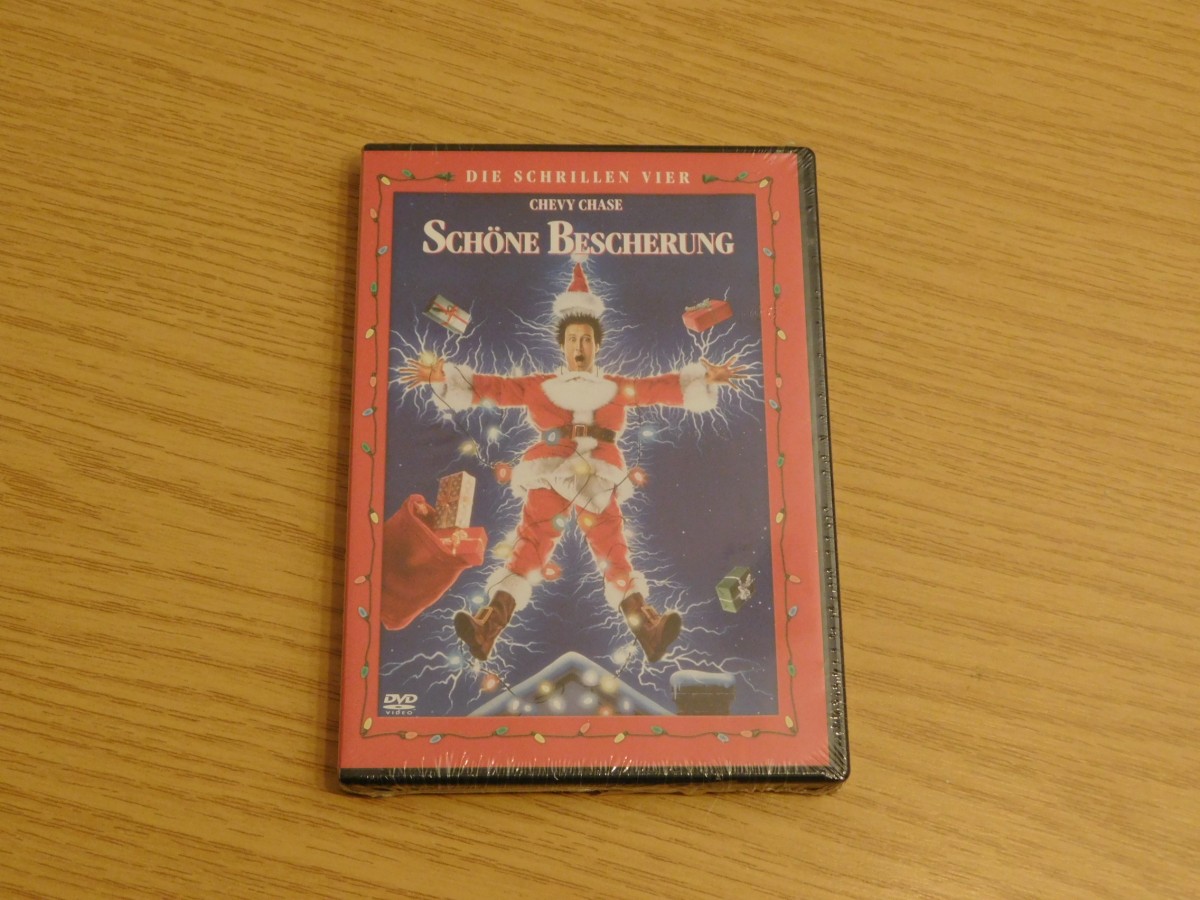 DIE SCHRILLEN VIER
CHEVY CHASE
SCHÖNE BESCHERUNG
DVD
VIDEO